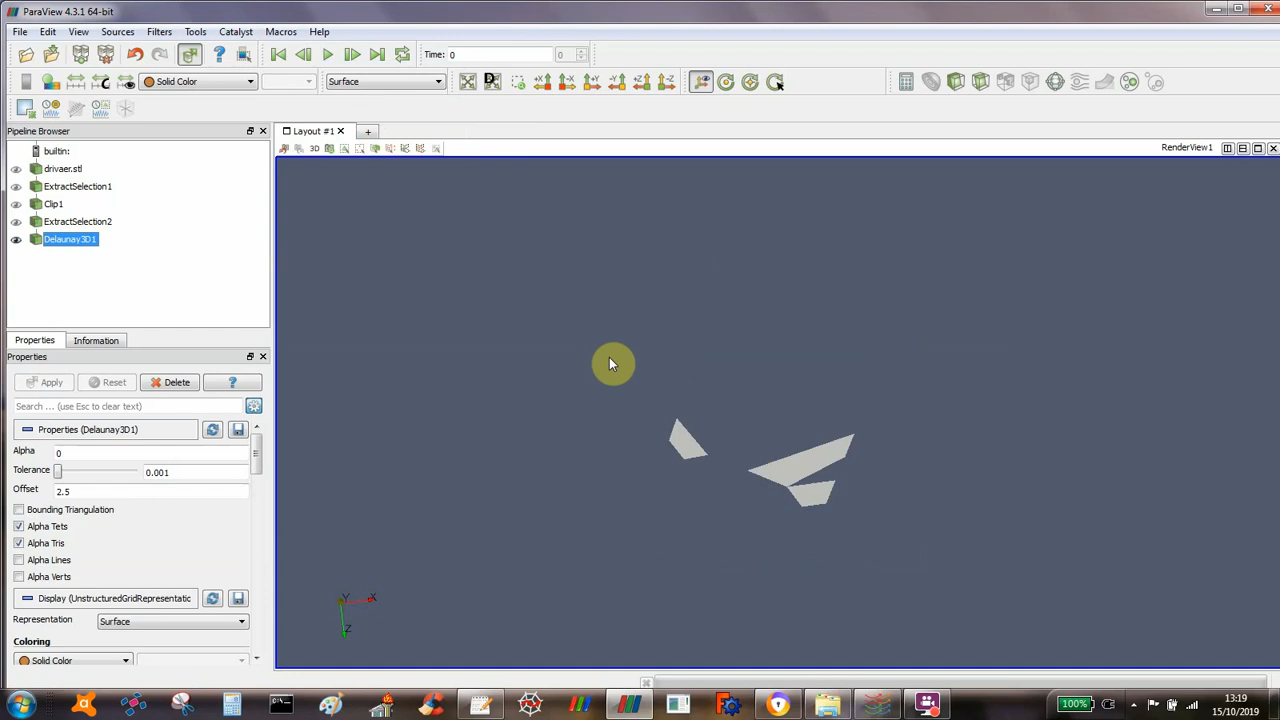 ParaView 4.3.1 64-bit
File Edit View Sources Filters Tools Catalyst Macros Help
Time: 0 0
Solid Color Surface
D +X -X +Y -Y +Z -Z
Pipeline Browser
Layout #1
builtin:
3D RenderView1
drivaer.stl
ExtractSelection1
Clip1
ExtractSelection2
Delaunay3D1
Properties Information
Properties
Apply Reset Delete ?
Search ... (use Esc to clear text)
Properties (Delaunay3D1)
Alpha 0
Tolerance 0.001
Offset 2.5
Bounding Triangulation
Alpha Tets
Alpha Tris
Alpha Lines
Alpha Verts
Display (UnstructuredGridRepresentatic
Representation Surface
Coloring
Solid Color
Y X
Z
100% 13:19
15/10/2019